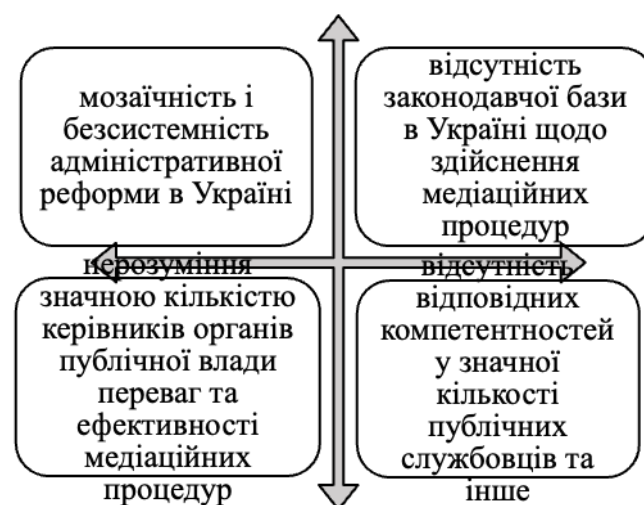 мозаїчність і
безсистемність
адміністративної
реформи в Україні
відсутність
законодавчої бази
в Україні щодо
здійснення
медіаційних
процедур
нерозуміння
значною кількістю
керівників органів
публічної влади
переваг та
ефективності
медіаційних
процедур
відсутність
відповідних
компетентностей
у значної
кількості
публічних
службовців та
інше